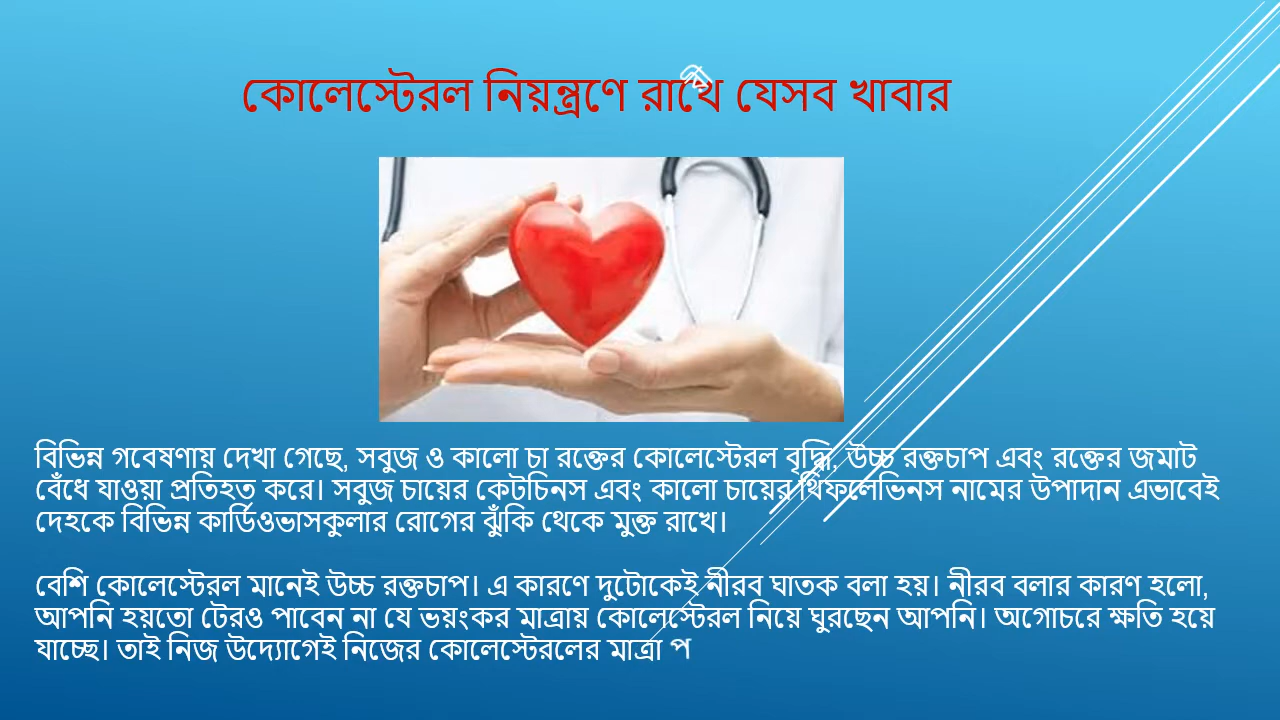 কোলেস্টেরল নিয়ন্ত্রণে রাখে যেসব খাবার
বিভিন্ন গবেষণায় দেখা গেছে, সবুজ ও কালো চা রক্তের কোলেস্টেরল বৃদ্ধি, উচ্চ রক্তচাপ এবং রক্তের জমাট
বেঁধে যাওয়া প্রতিহত করে। সবুজ চায়ের কেটচিনস এবং কালো চায়ের থিফলেভিনস নামের উপাদান এভাবেই
দেহকে বিভিন্ন কার্ডিওভাসকুলার রোগের ঝুঁকি থেকে মুক্ত রাখে।
বেশি কোলেস্টেরল মানেই উচ্চ রক্তচাপ। এ কারণে দুটোকেই নীরব ঘাতক বলা হয়। নীরব বলার কারণ হলো,
আপনি হয়তো টেরও পাবেন না যে ভয়ংকর মাত্রায় কোলেস্টেরল নিয়ে ঘুরছেন আপনি। অগোচরে ক্ষতি হয়ে
যাচ্ছে। তাই নিজ উদ্যোগেই নিজের কোলেস্টেরলের মাত্রা প